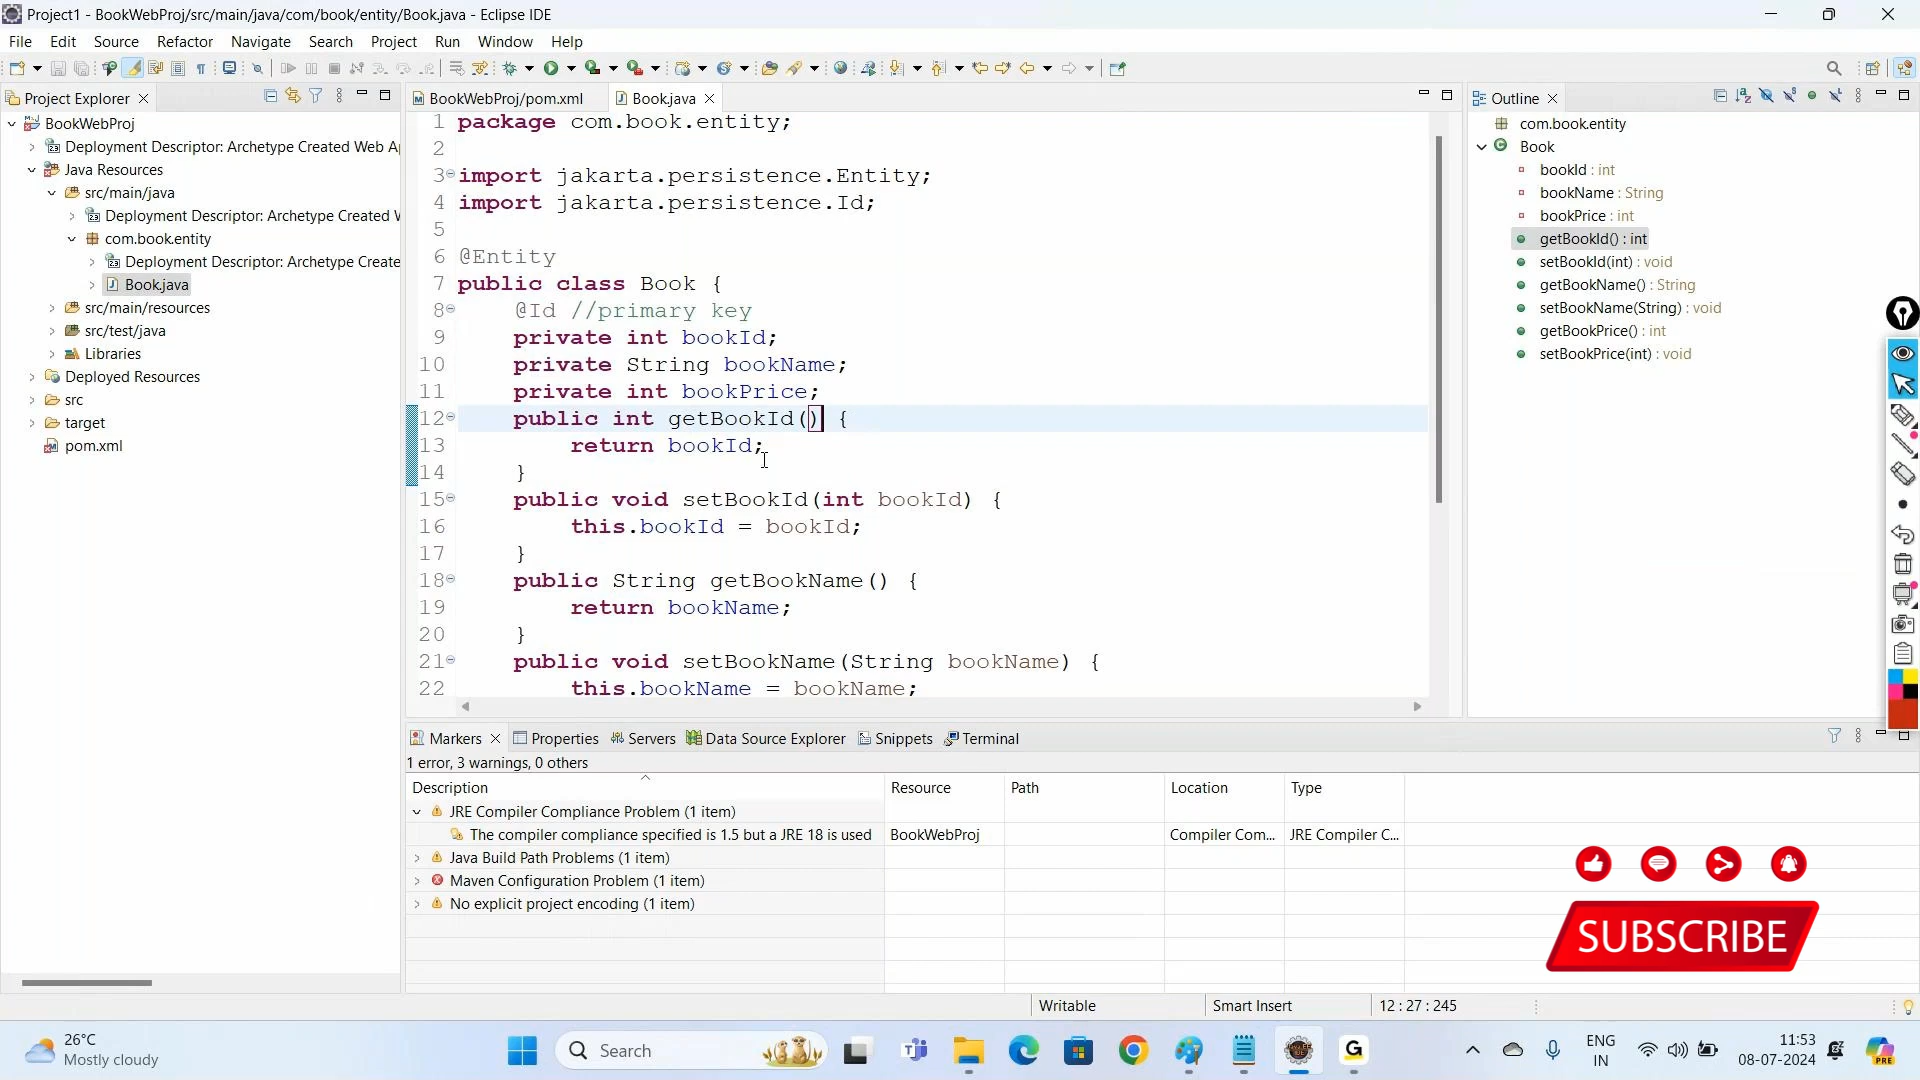 Project1 - BookWebProj/src/main/java/com/book/entity/Book.java - Eclipse IDE
File Edit Source Refactor Navigate Search Project Run Window Help
Project Explorer
BookWebProj
Deployment Descriptor: Archetype Created Web A
Java Resources
src/main/java
Deployment Descriptor: Archetype Created
com.book.entity
Deployment Descriptor: Archetype Create
Book.java
src/main/resources
src/test/java
Libraries
Deployed Resources
src
target
pom.xml
BookWebProj/pom.xml Book.java
1 package com.book.entity;
2
3 import jakarta.persistence.Entity;
4 import jakarta.persistence.Id;
5
6 @Entity
7 public class Book {
8 @Id //primary key
9 private int bookId;
10 private String bookName;
11 private int bookPrice;
12 public int getBookId() {
13 return bookId;
14 }
15 public void setBookId(int bookId) {
16 this.bookId = bookId;
17 }
18 public String getBookName() {
19 return bookName;
20 }
21 public void setBookName(String bookName) {
22 this.bookName = bookName;
Outline
com.book.entity
Book
bookId : int
bookName : String
bookPrice : int
getBookId() : int
setBookId(int) : void
getBookName() : String
setBookName(String) : void
getBookPrice() : int
setBookPrice(int) : void
Markers Properties Servers Data Source Explorer Snippets Terminal
1 error, 3 warnings, 0 others
Description Resource Path Location Type
JRE Compiler Compliance Problem (1 item)
The compiler compliance specified is 1.5 but a JRE 18 is used BookWebProj Compiler Com... JRE Compiler C...
Java Build Path Problems (1 item)
Maven Configuration Problem (1 item)
No explicit project encoding (1 item)
SUBSCRIBE
Writable Smart Insert 12 : 27 : 245
26°C
Mostly cloudy
Search
ENG
IN
11:53
08-07-2024
PRE